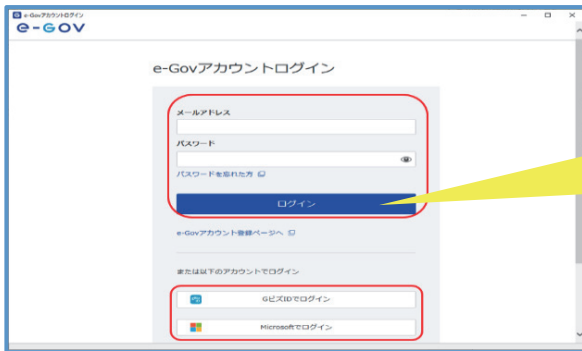 e-Govアカウントログイン
e-GOV
e-Govアカウントログイン
メールアドレス
パスワード
パスワードを忘れた方
ログイン
e-Govアカウント登録ページへ
または以下のアカウントでログイン
GビズIDでログイン
Microsoftでログイン